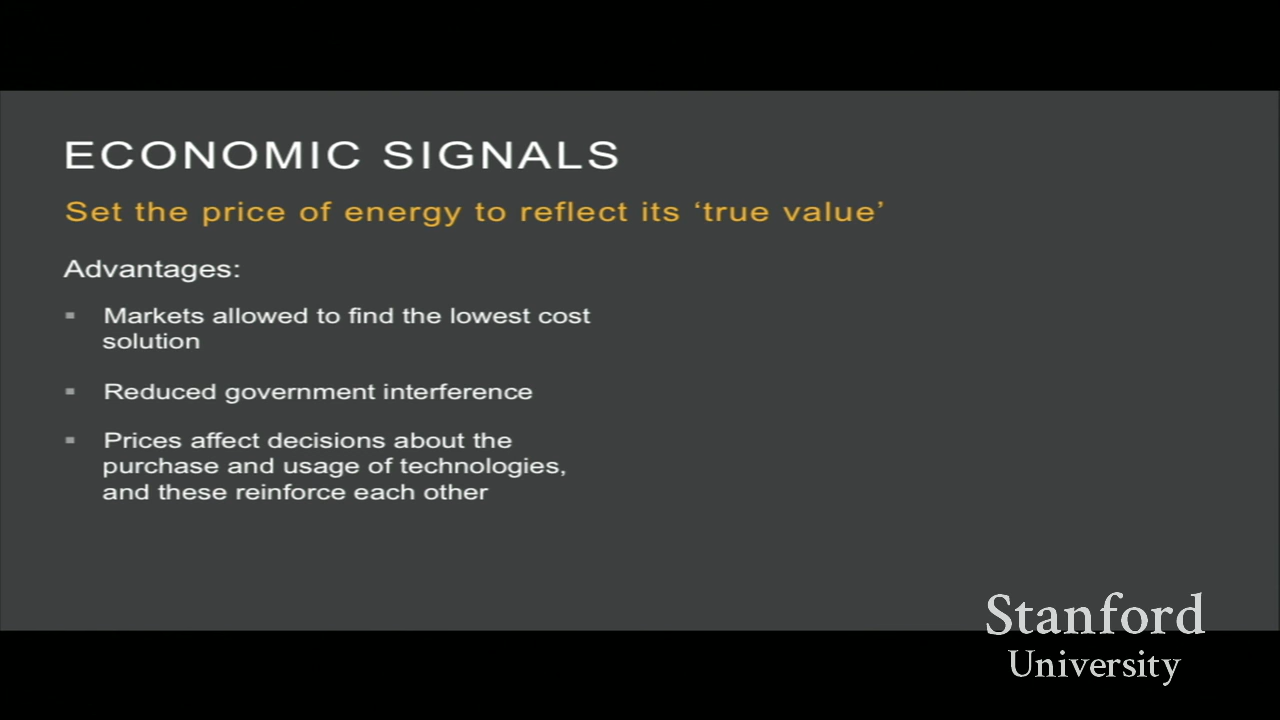 ECONOMIC SIGNALS
Set the price of energy to reflect its ‘true value’
Advantages:
▪ Markets allowed to find the lowest cost
solution
▪ Reduced government interference
▪ Prices affect decisions about the
purchase and usage of technologies,
and these reinforce each other
Stanford
University